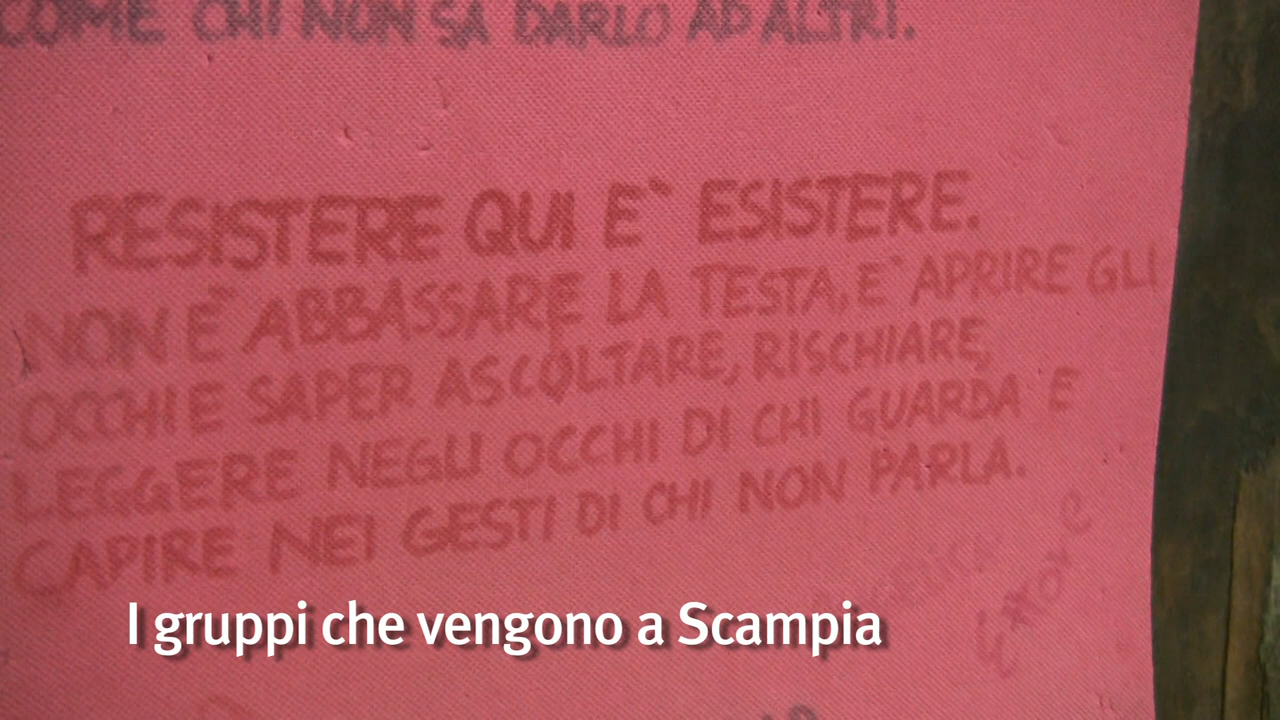 COME CHI NON SA DARLO AD ALTRI.
RESISTERE QUI E` ESISTERE.
NON E` ABBASSARE LA TESTA, E` APRIRE GLI
OCCHI E SAPER ASCOLTARE, RISCHIARE,
LEGGERE NEGLI OCCHI DI CHI GUARDA E
CAPIRE NEI GESTI DI CHI NON PARLA.
I gruppi che vengono a Scampia